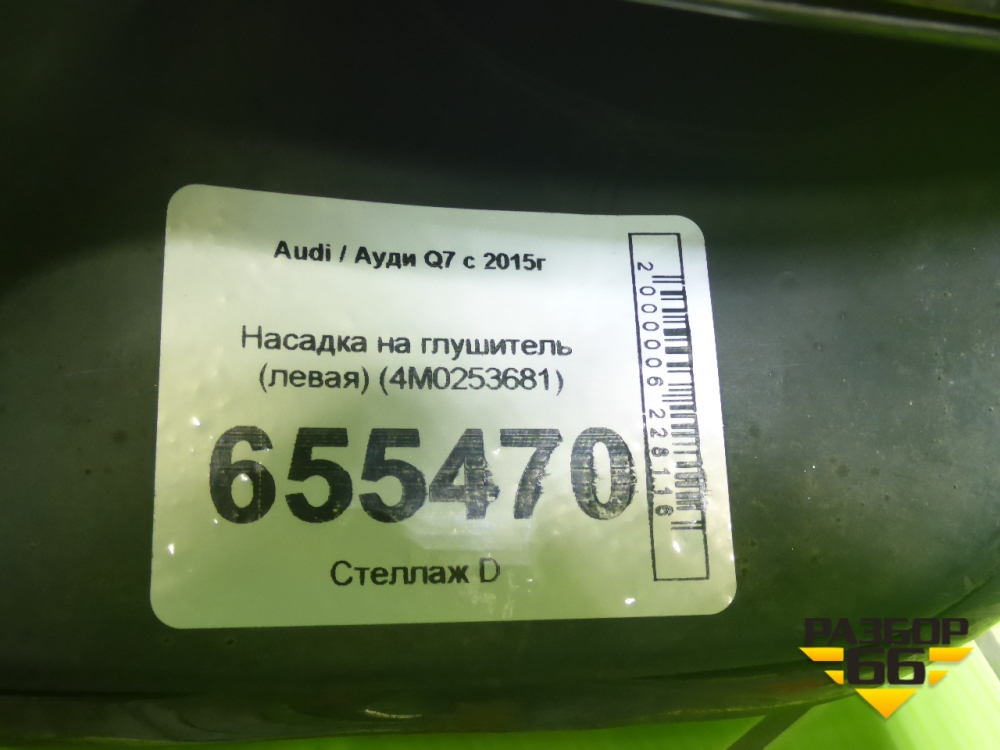 Audi / Ауди Q7 с 2015г
Насадка на глушитель
(левая) (4M0253681)
655470
Стеллаж D
2000006228116
РАЗБОР
66